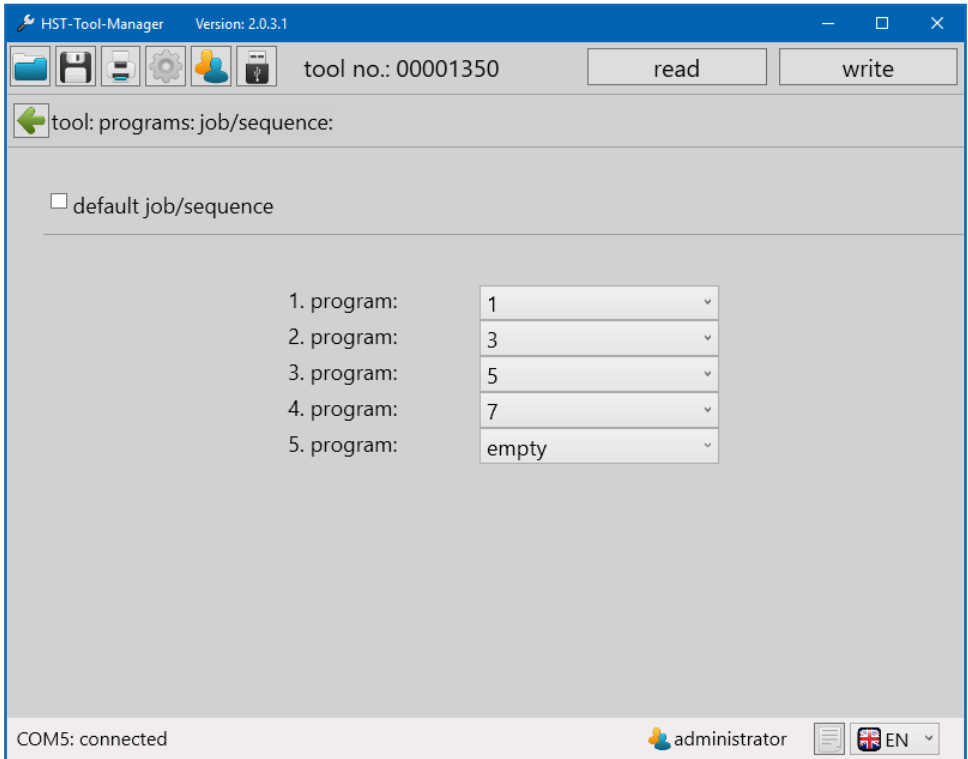 HST-Tool-Manager Version: 2.0.3.1
tool no.: 00001350 read write
tool: programs: job/sequence:
default job/sequence
1. program: 1
2. program: 3
3. program: 5
4. program: 7
5. program: empty
COM5: connected administrator EN